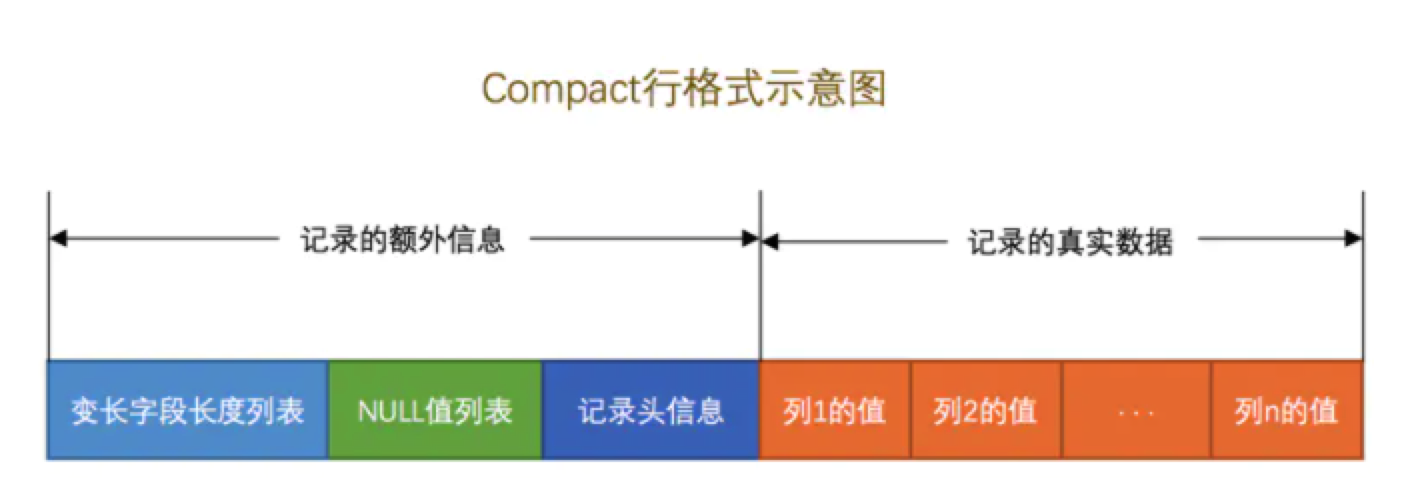 Compact行格式示意图
记录的额外信息
记录的真实数据
变长字段长度列表
NULL值列表
记录头信息
列1的值
列2的值
...
列n的值